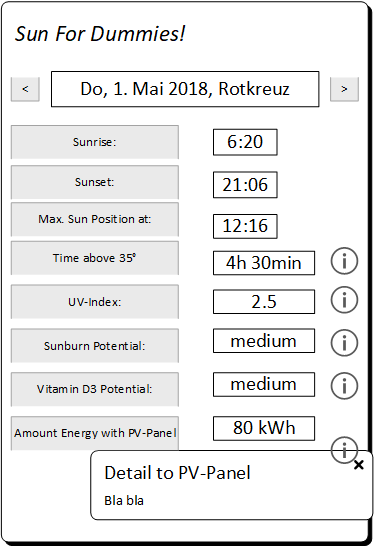 Sun For Dummies!
< Do, 1. Mai 2018, Rotkreuz >
Sunrise: 6:20
Sunset: 21:06
Max. Sun Position at: 12:16
Time above 35° 4h 30min i
UV-Index: 2.5 i
Sunburn Potential: medium i
Vitamin D3 Potential: medium i
Amount Energy with PV-Panel 80 kWh i
Detail to PV-Panel ×
Bla bla